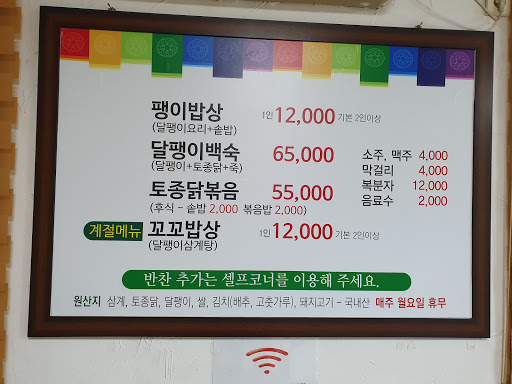 팽이밥상 1인 12,000 기본 2인이상
(달팽이요리+솥밥)
달팽이백숙 65,000
(달팽이+토종닭+죽)
토종닭볶음 55,000
(후식 - 솥밥 2,000 볶음밥 2,000)
계절메뉴 꼬꼬밥상 1인 12,000 기본 2인이상
(달팽이삼계탕)
소주, 맥주 4,000
막걸리 4,000
복분자 12,000
음료수 2,000
반찬 추가는 셀프코너를 이용해 주세요.
원산지 삼계, 토종닭, 달팽이, 쌀, 김치(배추, 고춧가루), 돼지고기 - 국내산 매주 월요일 휴무